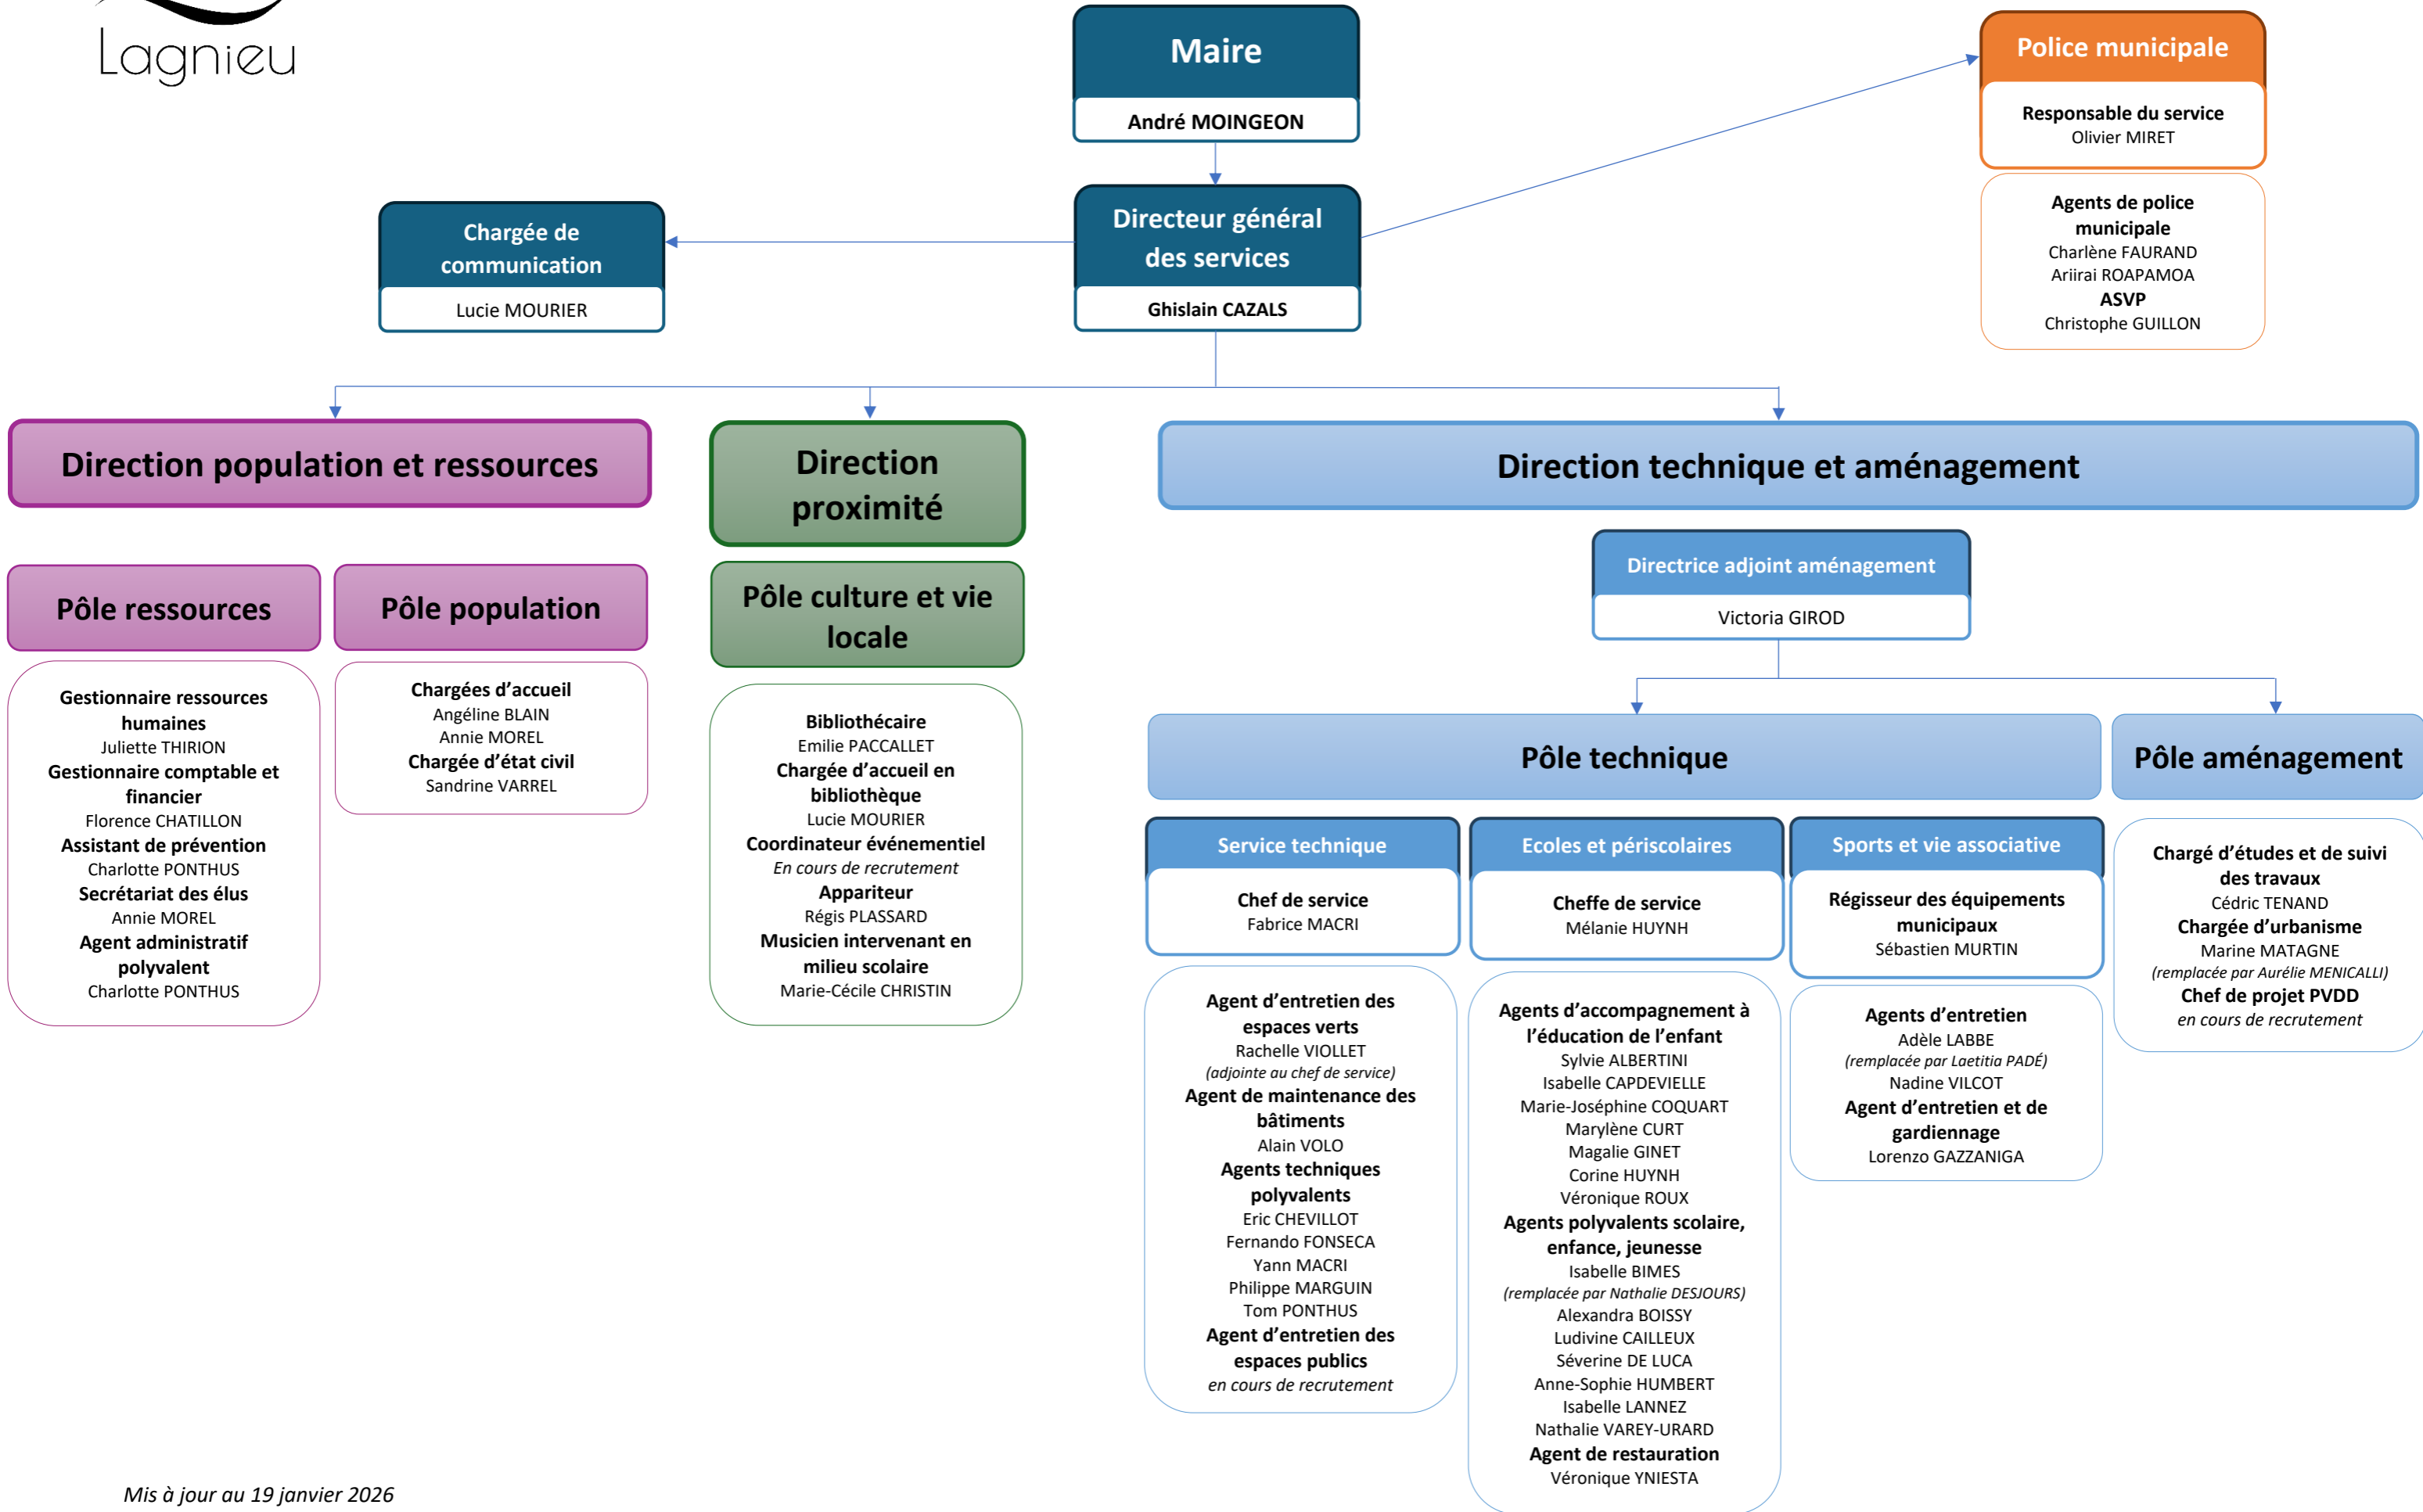 Lagnieu
Maire
André MOINGEON
Police municipale
Responsable du service
Olivier MIRET
Agents de police
municipale
Charlène FAURAND
Ariirai ROAPAMOA
ASVP
Christophe GUILLON
Chargée de
communication
Lucie MOURIER
Directeur général
des services
Ghislain CAZALS
Direction population et ressources
Pôle ressources
Gestionnaire ressources
humaines
Juliette THIRION
Gestionnaire comptable et
financier
Florence CHATILLON
Assistant de prévention
Charlotte PONTHUS
Secrétariat des élus
Annie MOREL
Agent administratif
polyvalent
Charlotte PONTHUS
Pôle population
Chargées d’accueil
Angéline BLAIN
Annie MOREL
Chargée d’état civil
Sandrine VARREL
Direction
proximité
Pôle culture et vie
locale
Bibliothécaire
Emilie PACCALLET
Chargée d’accueil en
bibliothèque
Lucie MOURIER
Coordinateur événementiel
En cours de recrutement
Appariteur
Régis PLASSARD
Musicien intervenant en
milieu scolaire
Marie-Cécile CHRISTIN
Direction technique et aménagement
Directrice adjoint aménagement
Victoria GIROD
Pôle technique
Service technique
Chef de service
Fabrice MACRI
Agent d’entretien des
espaces verts
Rachelle VIOLLET
(adjointe au chef de service)
Agent de maintenance des
bâtiments
Alain VOLO
Agents techniques
polyvalents
Eric CHEVILLOT
Fernando FONSECA
Yann MACRI
Philippe MARGUIN
Tom PONTHUS
Agent d’entretien des
espaces publics
en cours de recrutement
Ecoles et périscolaires
Cheffe de service
Mélanie HUYNH
Agents d’accompagnement à
l’éducation de l’enfant
Sylvie ALBERTINI
Isabelle CAPDEVIELLE
Marie-Joséphine COQUART
Marylène CURT
Magalie GINET
Corine HUYNH
Véronique ROUX
Agents polyvalents scolaire,
enfance, jeunesse
Isabelle BIMES
(remplacée par Nathalie DESJOURS)
Alexandra BOISSY
Ludivine CAILLEUX
Séverine DE LUCA
Anne-Sophie HUMBERT
Isabelle LANNEZ
Nathalie VAREY-URARD
Agent de restauration
Véronique YNIESTA
Sports et vie associative
Régisseur des équipements
municipaux
Sébastien MURTIN
Agents d’entretien
Adèle LABBE
(remplacée par Laetitia PADÉ)
Nadine VILCOT
Agent d’entretien et de
gardiennage
Lorenzo GAZZANIGA
Pôle aménagement
Chargé d’études et de suivi
des travaux
Cédric TENAND
Chargée d’urbanisme
Marine MATAGNE
(remplacée par Aurélie MENICALLI)
Chef de projet PVDD
en cours de recrutement
Mis à jour au 19 janvier 2026